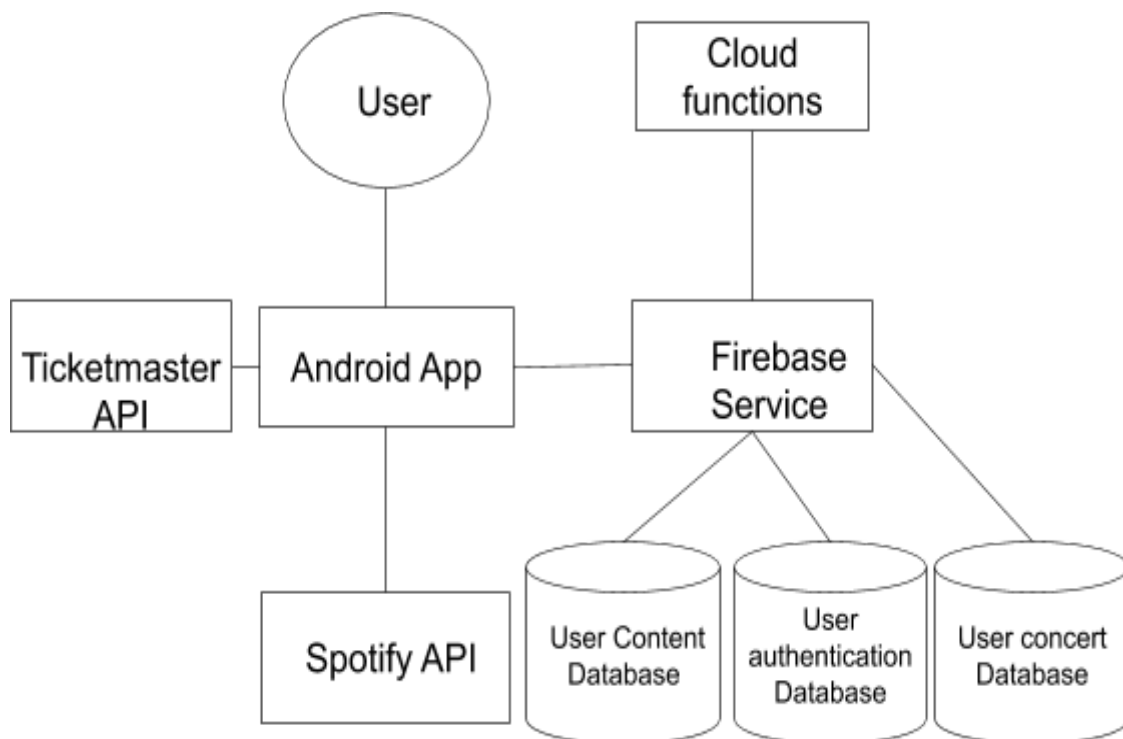 User
Cloud
functions
Ticketmaster
API
Android App
Firebase
Service
Spotify API
User Content
Database
User
authentication
Database
User concert
Database